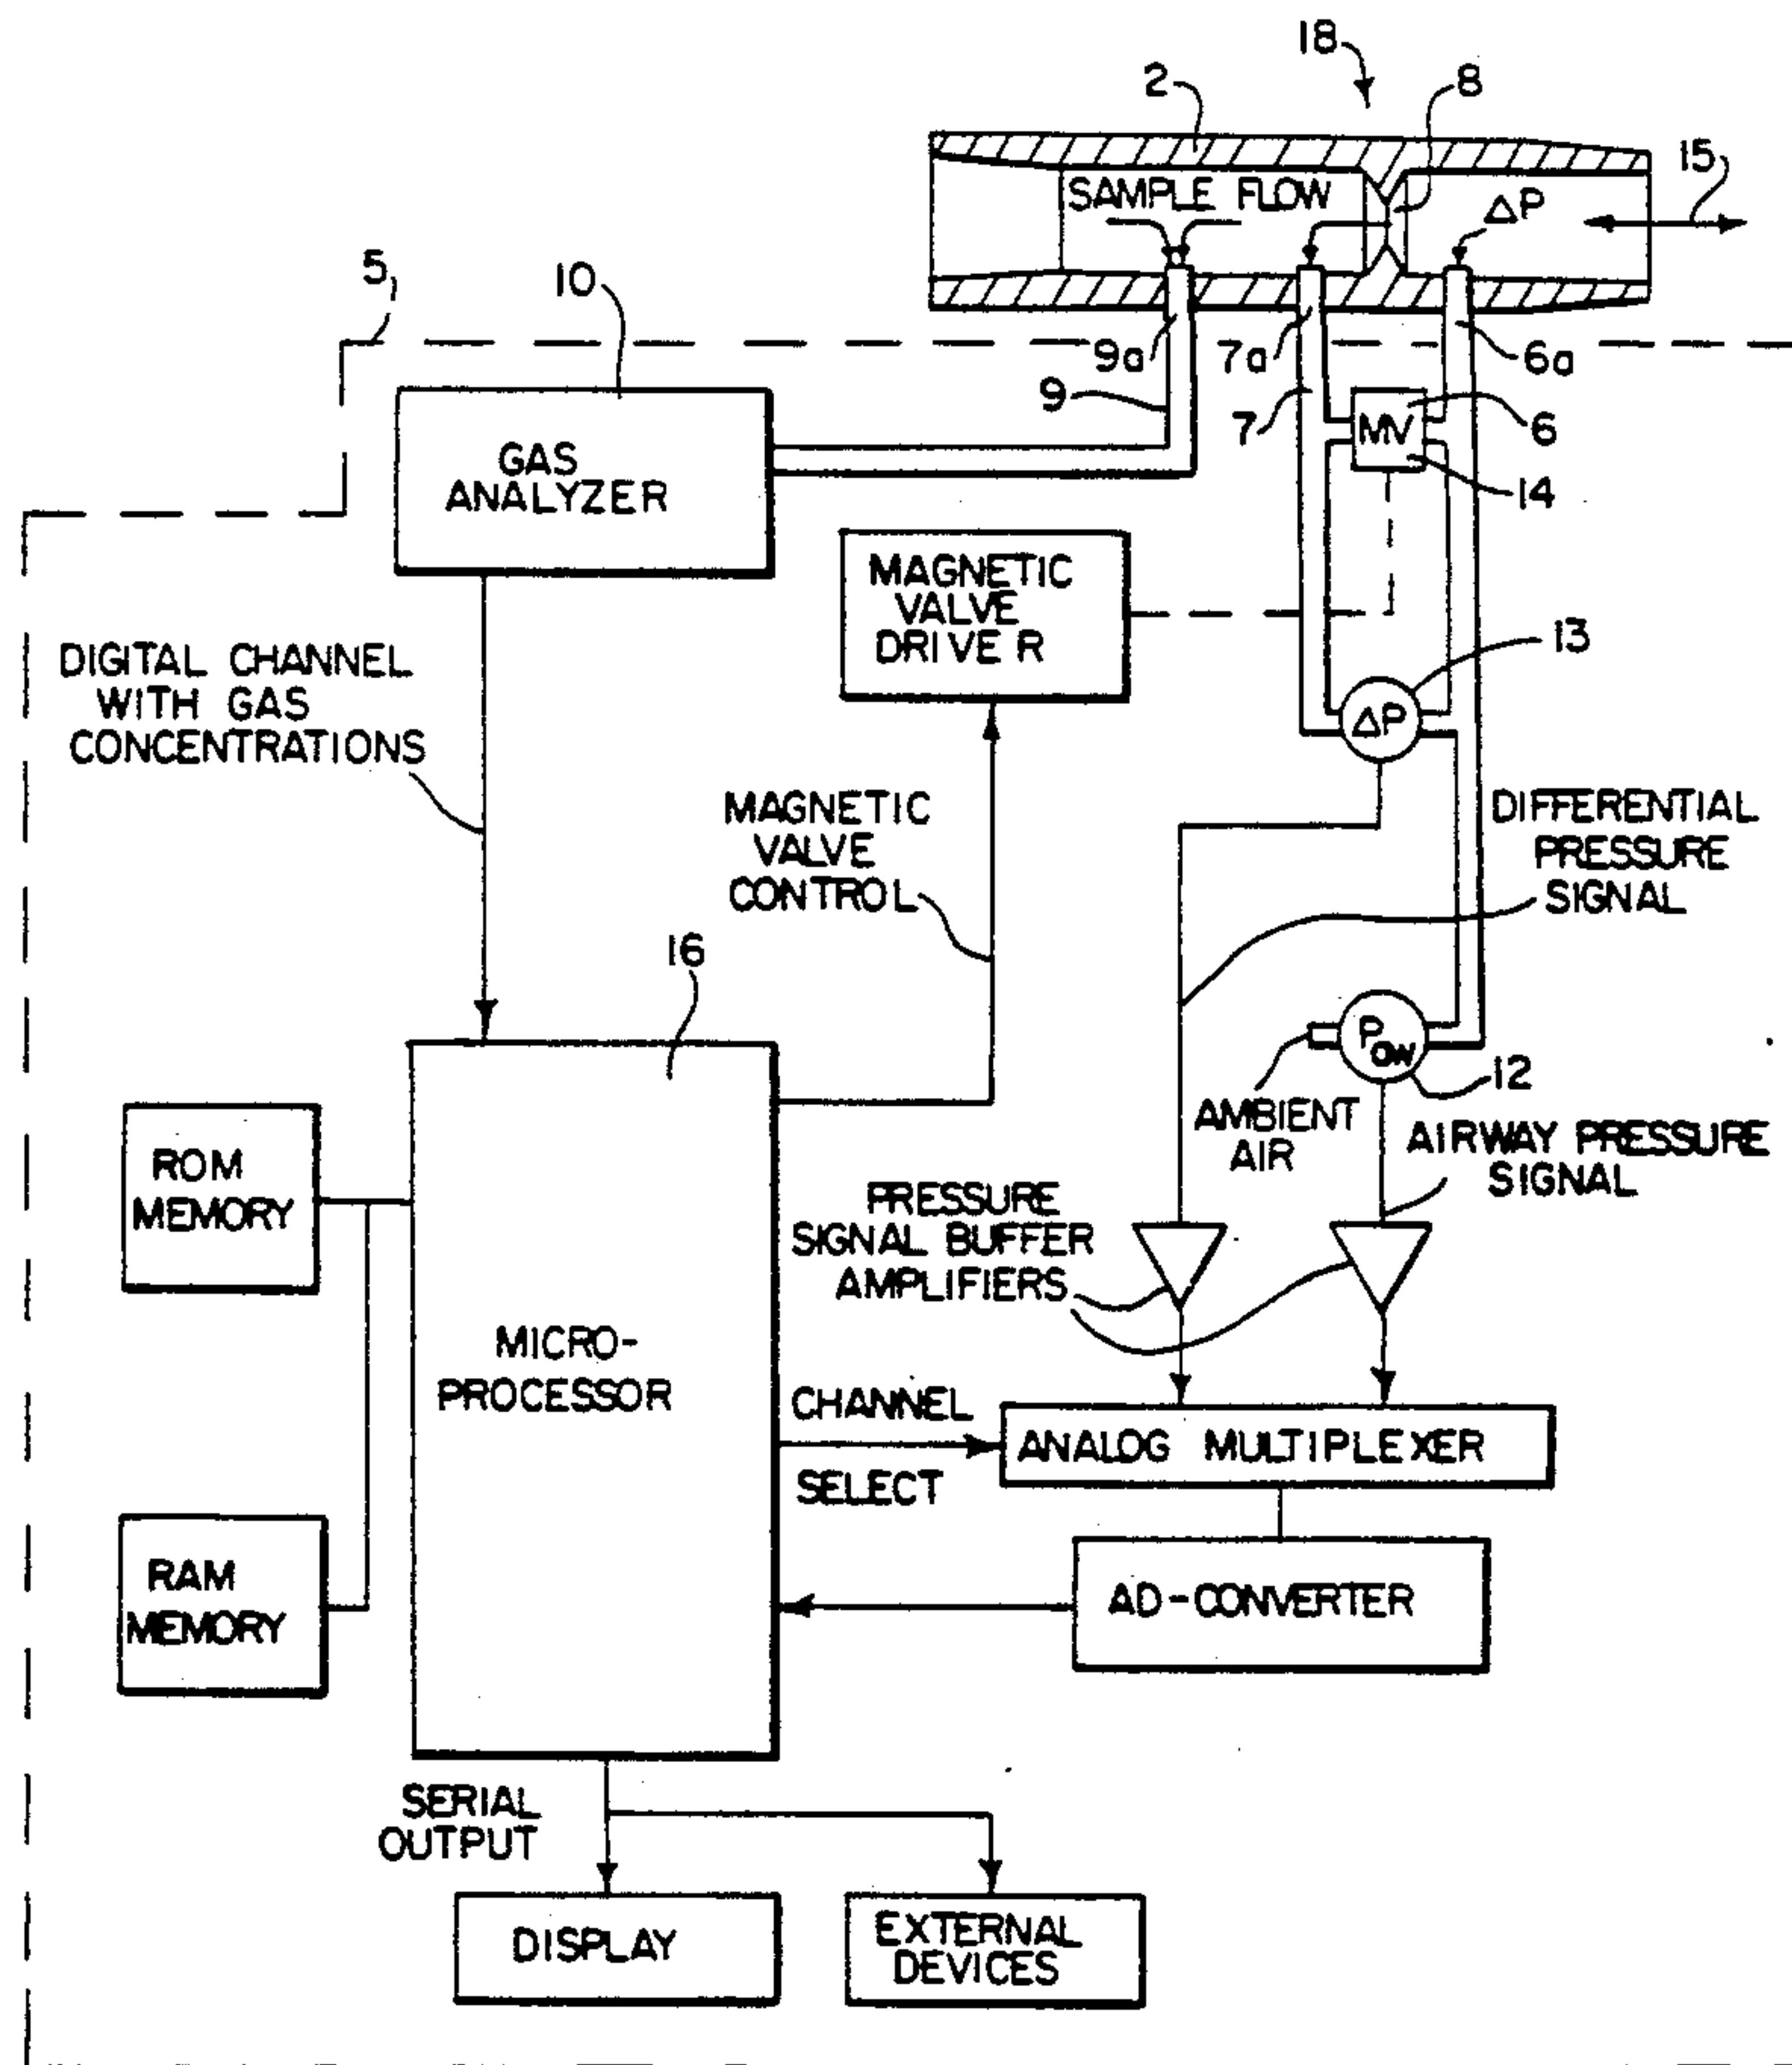 18
2
8
15
SAMPLE FLOW
ΔP
5
10
9a
7a
6a
9
7
MV
6
14
GAS
ANALYZER
MAGNETIC
VALVE
DRIVER
13
DIGITAL CHANNEL
WITH GAS
CONCENTRATIONS
ΔP
MAGNETIC
VALVE
CONTROL
DIFFERENTIAL
PRESSURE
SIGNAL
16
Paw
12
AMBIENT
AIR
AIRWAY PRESSURE
SIGNAL
ROM
MEMORY
PRESSURE
SIGNAL BUFFER
AMPLIFIERS
MICRO-
PROCESSOR
CHANNEL
SELECT
ANALOG MULTIPLEXER
RAM
MEMORY
AD-CONVERTER
SERIAL
OUTPUT
DISPLAY
EXTERNAL
DEVICES